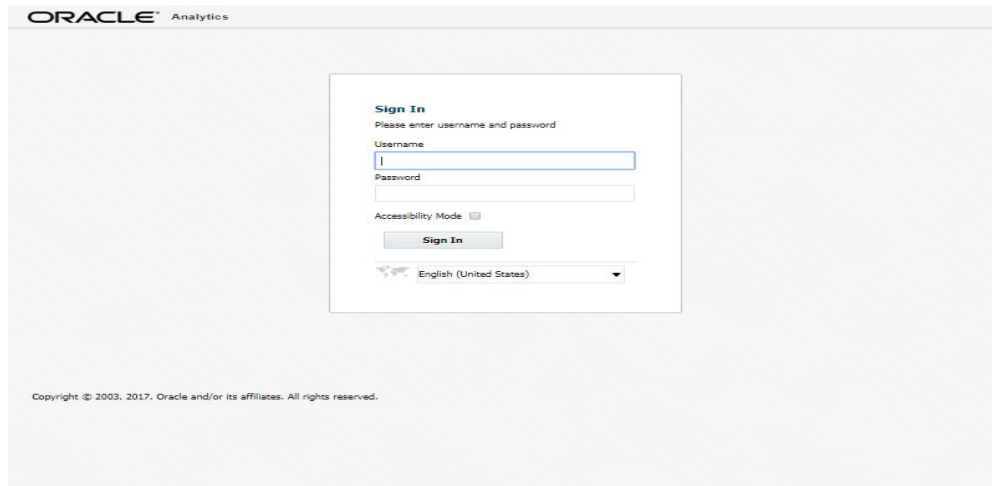 ORACLE® Analytics
Sign In
Please enter username and password
Username
Password
Accessibility Mode
Sign In
English (United States)
Copyright © 2003, 2017, Oracle and/or its affiliates. All rights reserved.